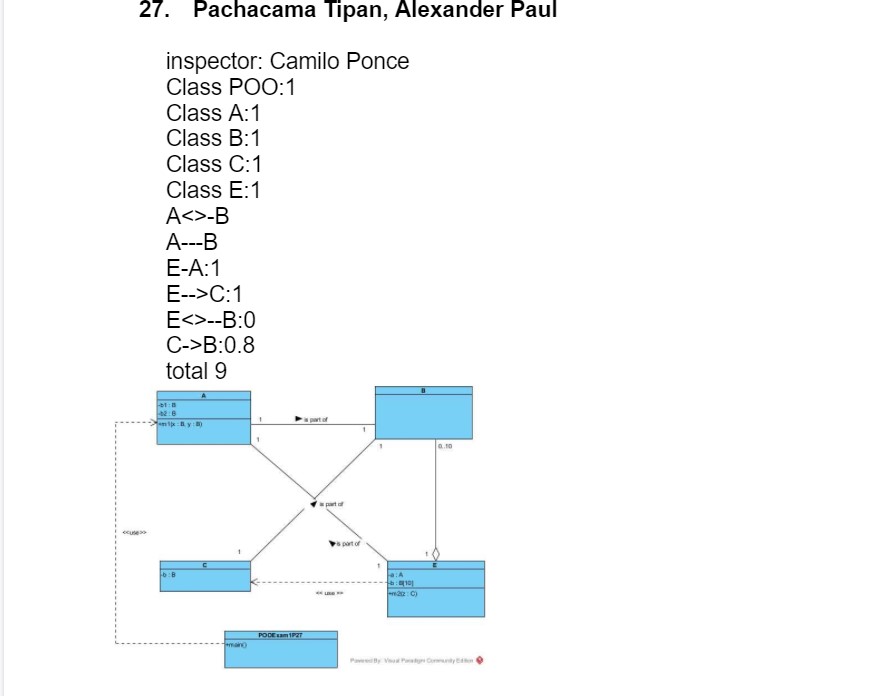 27. Pachacama Tipan, Alexander Paul
inspector: Camilo Ponce
Class POO:1
Class A:1
Class B:1
Class C:1
Class E:1
A<>-B
A---B
E-A:1
E-->C:1
E<>--B:0
C->B:0.8
total 9
A
-b1 : B
-b2 : B
+m1(x : B, y : B)
B
1
is part of
1
1
1
0..10
is part of
<<use>>
is part of
1
1
1
C
-b : B
E
-a : A
-b : B[10]
+m2(z : C)
<< use >>
POOExam1P27
+main()
Powered By Visual Paradigm Community Edition